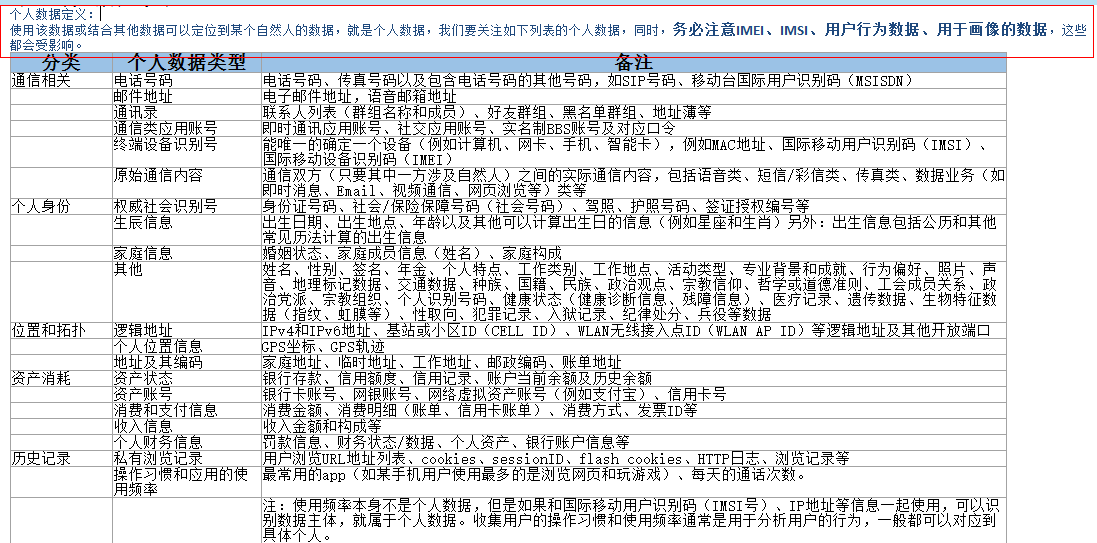 个人数据定义：
使用该数据或结合其他数据可以定位到某个自然人的数据，就是个人数据，我们要关注如下列表的个人数据，同时，务必注意IMEI、IMSI、用户行为数据、用于画像的数据，这些
都会受影响。
分类 个人数据类型 备注
通信相关 电话号码 电话号码、传真号码以及包含电话号码的其他号码，如SIP号码、移动台国际用户识别码（MSISDN）
邮件地址 电子邮件地址，语音邮箱地址
通讯录 联系人列表（群组名称和成员）、好友群组、黑名单群组、地址薄等
通信类应用账号 即时通讯应用账号、社交应用账号、实名制BBS账号及对应口令
终端设备识别号 能唯一的确定一个设备（例如计算机、网卡、手机、智能卡），例如MAC地址、国际移动用户识别码（IMSI）、
国际移动设备识别码（IMEI）
原始通信内容 通信双方（只要其中一方涉及自然人）之间的实际通信内容，包括语音类、短信/彩信类、传真类、数据业务（如
即时消息、Email、视频通信、网页浏览等）类等
个人身份 权威社会识别号 身份证号码、社会/保险保障号码（社会号码）、驾照、护照号码、签证授权编号等
生辰信息 出生日期、出生地点、年龄以及其他可以计算出生日的信息（例如星座和生肖）另外：出生信息包括公历和其他
常见历法计算的出生信息
家庭信息 婚姻状态、家庭成员信息（姓名）、家庭构成
其他 姓名、性别、签名、年金、个人特点、工作类别、工作地点、活动类型、专业背景和成就、行为偏好、照片、声
音、地理标记数据、交通数据、种族、国籍、民族、政治观点、宗教信仰、哲学或道德准则、工会成员关系、政
治党派、宗教组织、个人识别号码、健康状态（健康诊断信息、残障信息）、医疗记录、遗传数据、生物特征数
据（指纹、虹膜等）、性取向、犯罪记录、入狱记录、纪律处分、兵役等数据
位置和拓扑 逻辑地址 IPv4和IPv6地址、基站或小区ID（CELL ID）、WLAN无线接入点ID（WLAN AP ID）等逻辑地址及其他开放端口
个人位置信息 GPS坐标、GPS轨迹
地址及其编码 家庭地址、临时地址、工作地址、邮政编码、账单地址
资产消耗 资产状态 银行存款、信用额度、信用记录、账户当前余额及历史余额
资产账号 银行卡账号、网银账号、网络虚拟资产账号（例如支付宝）、信用卡号
消费和支付信息 消费金额、消费明细（账单、信用卡账单）、消费方式、发票ID等
收入信息 收入金额和构成等
个人财务信息 罚款信息、财务状态/数据、个人资产、银行账户信息等
历史记录 私有浏览记录 用户浏览URL地址列表、cookies、sessionID、flash cookies、HTTP日志、浏览记录等
操作习惯和应用的使 最常用的app（如某手机用户使用最多的是浏览网页和玩游戏）、每天的通话次数。
用频率
注：使用频率本身不是个人数据，但是如果和国际移动用户识别码（IMSI号）、IP地址等信息一起使用，可以识
别数据主体，就属于个人数据。收集用户的操作习惯和使用频率通常是用于分析用户的行为，一般都可以对应到
具体个人。